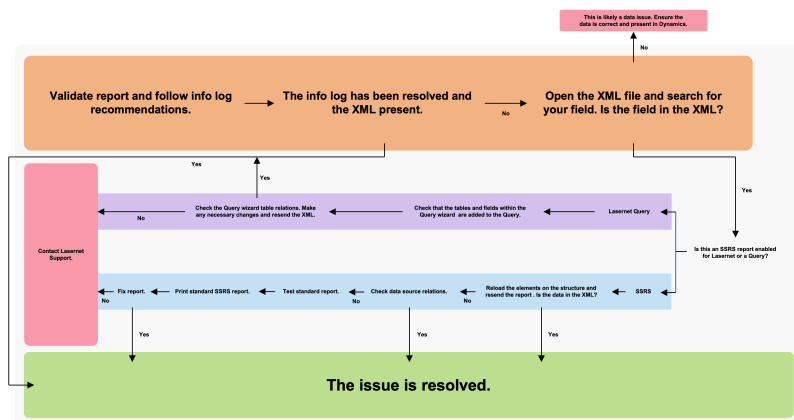 This is likely a data issue. Ensure the
data is correct and present in Dynamics.
No
Validate report and follow info log
recommendations.
The info log has been resolved and
the XML present.
No
Open the XML file and search for
your field. Is the field in the XML?
Yes
Yes
Yes
Contact Lasernet
Support.
No
Check the Query wizard table relations. Make
any necessary changes and resend the XML.
Check that the tables and fields within the
Query wizard are added to the Query.
Lasernet Query
Is this an SSRS report enabled
for Lasernet or a Query?
No
Fix report.
Print standard SSRS report.
Test standard report.
No
Check data source relations.
No
Reload the elements on the structure and
resend the report . Is the data in the XML?
SSRS
Yes
Yes
Yes
The issue is resolved.